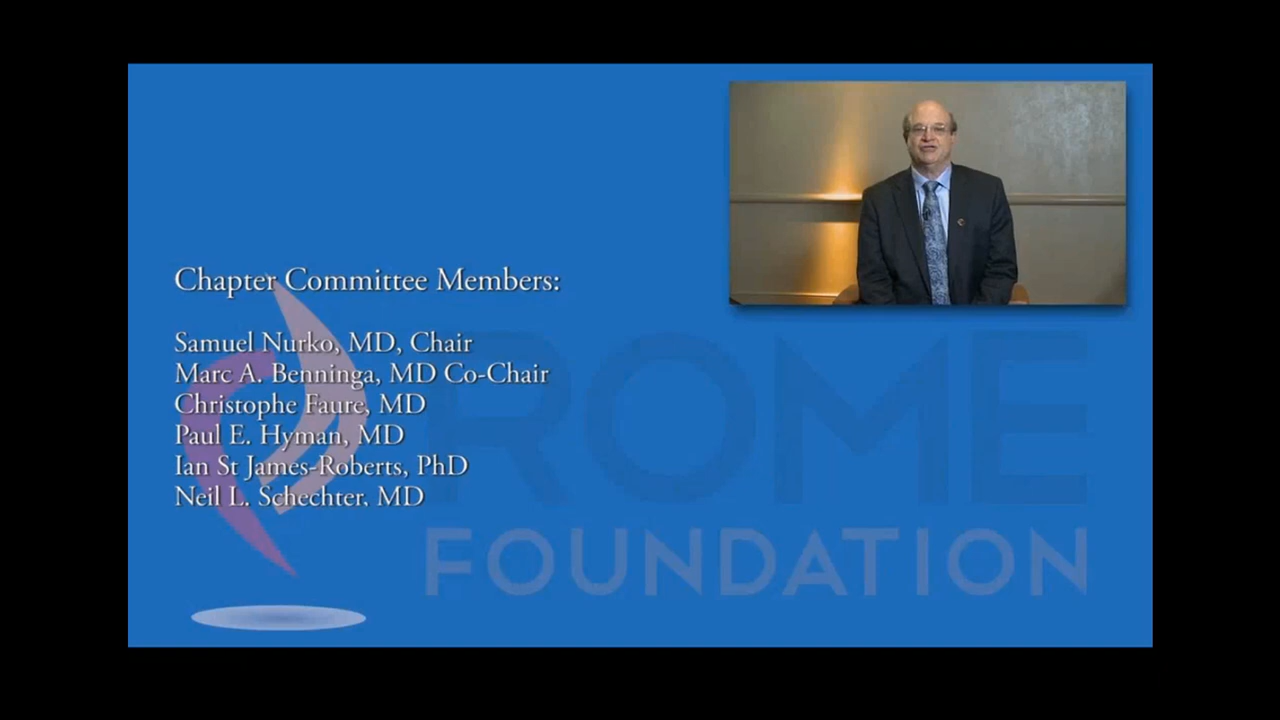 Chapter Committee Members:
Samuel Nurko, MD, Chair
Marc A. Benninga, MD Co-Chair
Christophe Faure, MD
Paul E. Hyman, MD
Ian St James-Roberts, PhD
Neil L. Schechter, MD
ROME
FOUNDATION